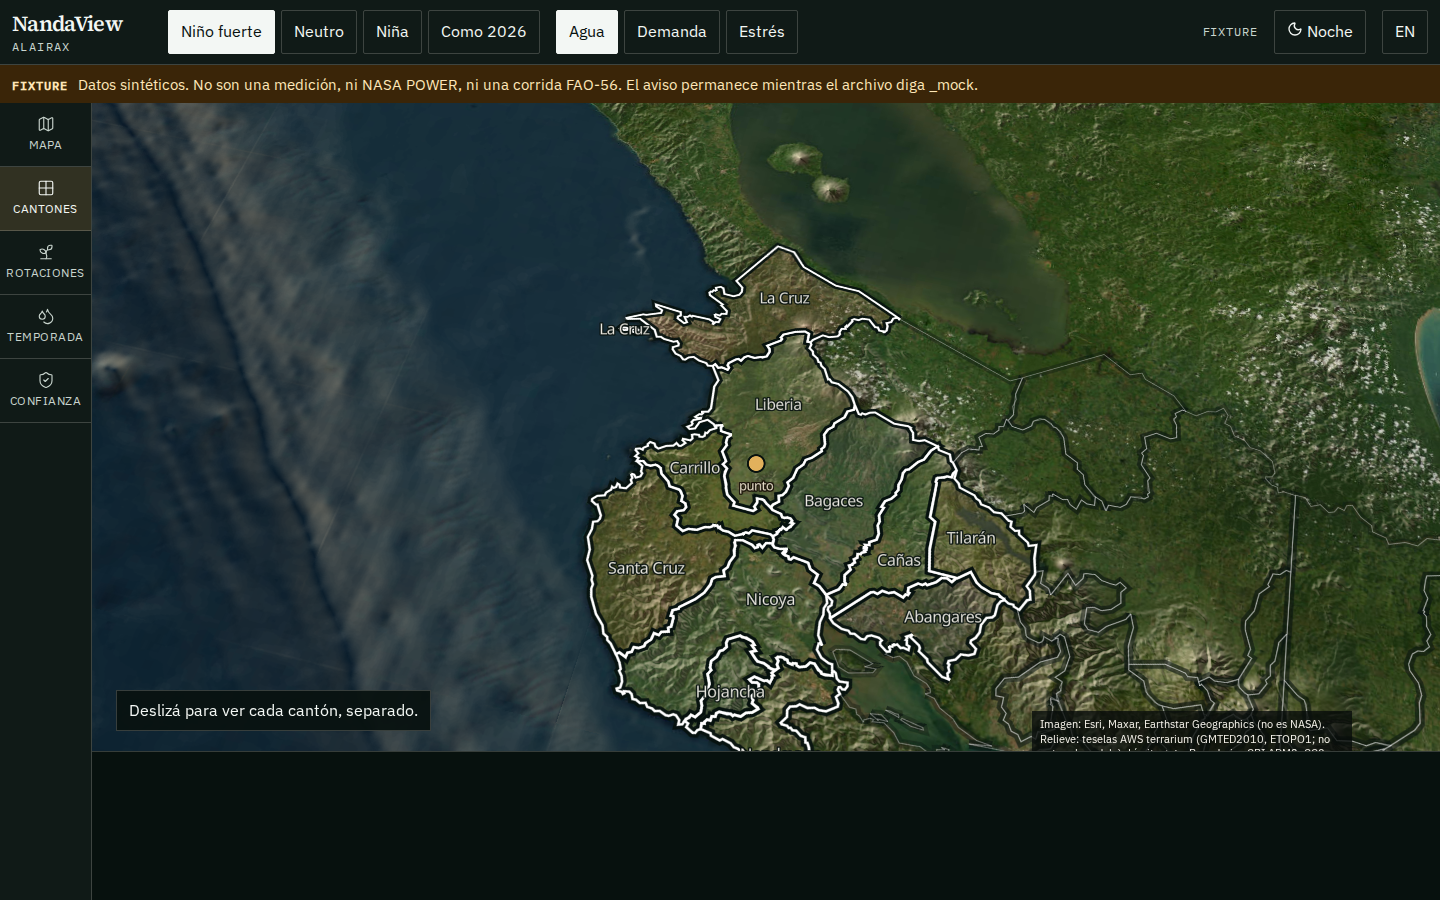 NandaView
ALAIRAX
Niño fuerte
Neutro
Niña
Como 2026
Agua
Demanda
Estrés
FIXTURE
Noche
EN
FIXTURE Datos sintéticos. No son una medición, ni NASA POWER, ni una corrida FAO-56. El aviso permanece mientras el archivo diga _mock.
MAPA
CANTONES
ROTACIONES
TEMPORADA
CONFIANZA
La Cruz
La Cruz
Liberia
Carrillo
punto
Bagaces
Tilarán
Cañas
Santa Cruz
Nicoya
Abangares
Hojancha
Deslizá para ver cada cantón, separado.
Imagen: Esri, Maxar, Earthstar Geographics (no es NASA).
Relieve: teselas AWS terrarium (GMTED2010, ETOPO1; no